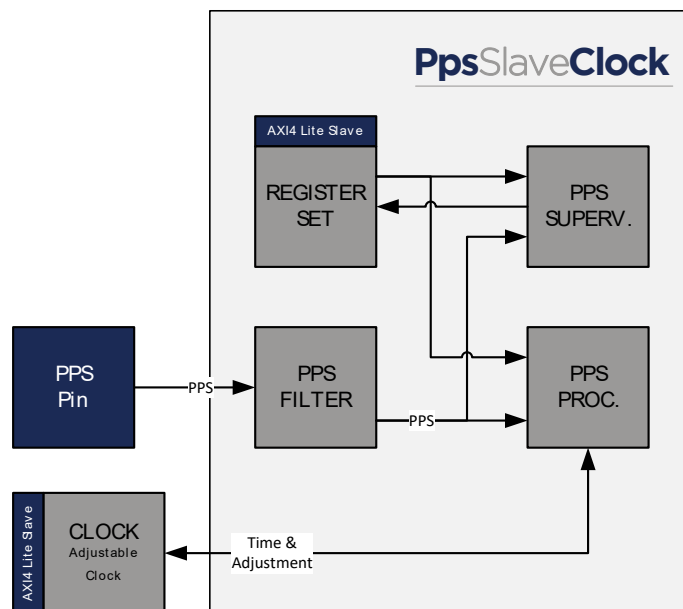 PpsSlaveClock
AXI4 Lite Slave
REGISTER
SET
PPS
SUPERV.
PPS
Pin
PPS
PPS
FILTER
PPS
PPS
PROC.
AXI4 Lite Save
CLOCK
Adjustable
Clock
Time &
Adjustment